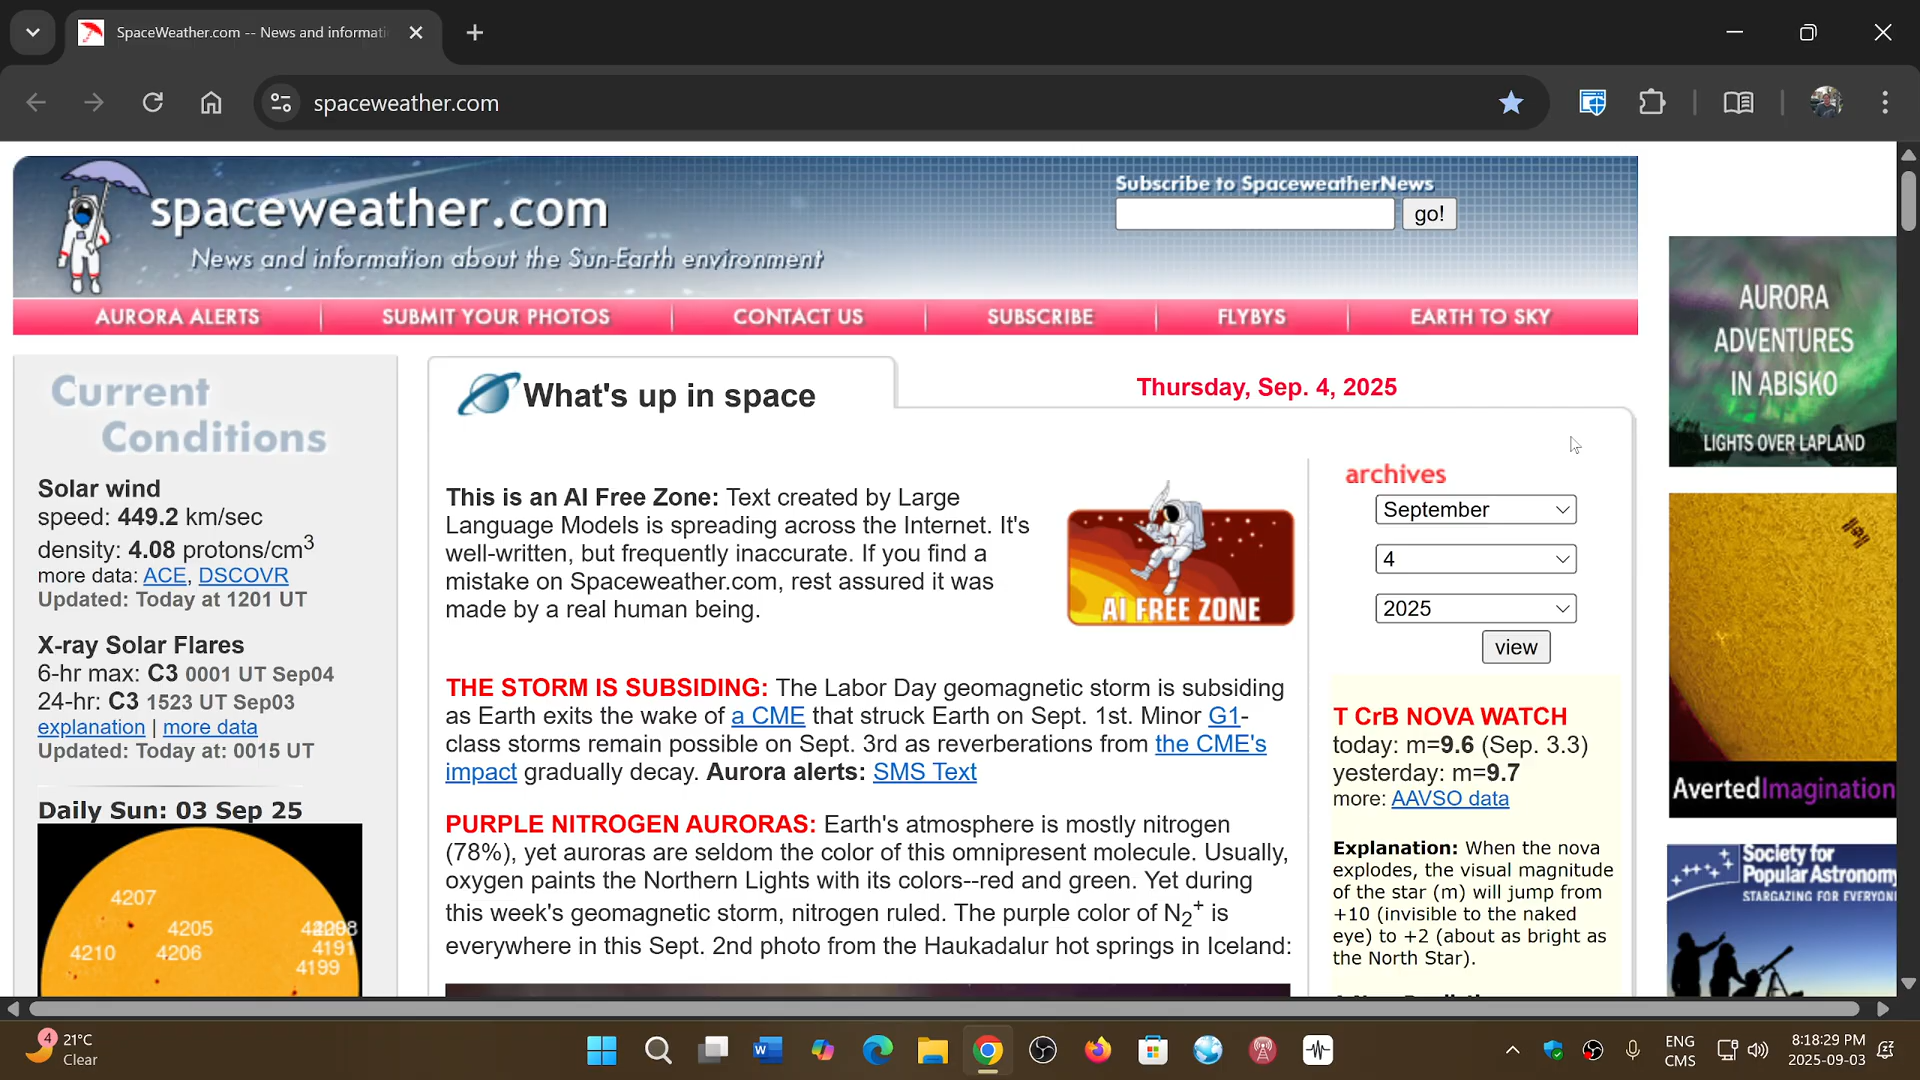 SpaceWeather.com -- News and informati
spaceweather.com
spaceweather.com
News and information about the Sun-Earth environment
Subscribe to SpaceweatherNews
go!
AURORA ALERTS
SUBMIT YOUR PHOTOS
CONTACT US
SUBSCRIBE
FLYBYS
EARTH TO SKY
Current
Conditions
Solar wind
speed: 449.2 km/sec
density: 4.08 protons/cm3
more data: ACE, DSCOVR
Updated: Today at 1201 UT
X-ray Solar Flares
6-hr max: C3 0001 UT Sep04
24-hr: C3 1523 UT Sep03
explanation | more data
Updated: Today at: 0015 UT
Daily Sun: 03 Sep 25
4207
4205
4210
4206
4191
4199
What's up in space
Thursday, Sep. 4, 2025
This is an AI Free Zone: Text created by Large
Language Models is spreading across the Internet. It's
well-written, but frequently inaccurate. If you find a
mistake on Spaceweather.com, rest assured it was
made by a real human being.
AI FREE ZONE
THE STORM IS SUBSIDING: The Labor Day geomagnetic storm is subsiding
as Earth exits the wake of a CME that struck Earth on Sept. 1st. Minor G1-
class storms remain possible on Sept. 3rd as reverberations from the CME's
impact gradually decay. Aurora alerts: SMS Text
PURPLE NITROGEN AURORAS: Earth's atmosphere is mostly nitrogen
(78%), yet auroras are seldom the color of this omnipresent molecule. Usually,
oxygen paints the Northern Lights with its colors--red and green. Yet during
this week's geomagnetic storm, nitrogen ruled. The purple color of N2+ is
everywhere in this Sept. 2nd photo from the Haukadalur hot springs in Iceland:
archives
September
4
2025
view
T CrB NOVA WATCH
today: m=9.6 (Sep. 3.3)
yesterday: m=9.7
more: AAVSO data
Explanation: When the nova
explodes, the visual magnitude
of the star (m) will jump from
+10 (invisible to the naked
eye) to +2 (about as bright as
the North Star).
AURORA
ADVENTURES
IN ABISKO
LIGHTS OVER LAPLAND
AvertedImagination
Society for
Popular Astronomy
STARGAZING FOR EVERYON
4
21°C
Clear
ENG
CMS
8:18:29 PM
2025-09-03